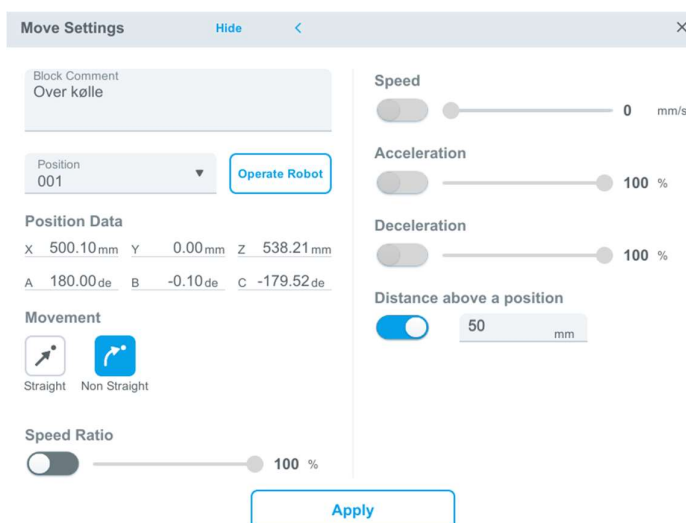 Move Settings
Hide
Block Comment
Over kølle
Position
001
Operate Robot
Position Data
X 500.10 mm Y 0.00 mm Z 538.21 mm
A 180.00 de B -0.10 de C -179.52 de
Movement
Straight Non Straight
Speed Ratio
100 %
Speed
0 mm/s
Acceleration
100 %
Deceleration
100 %
Distance above a position
50 mm
Apply